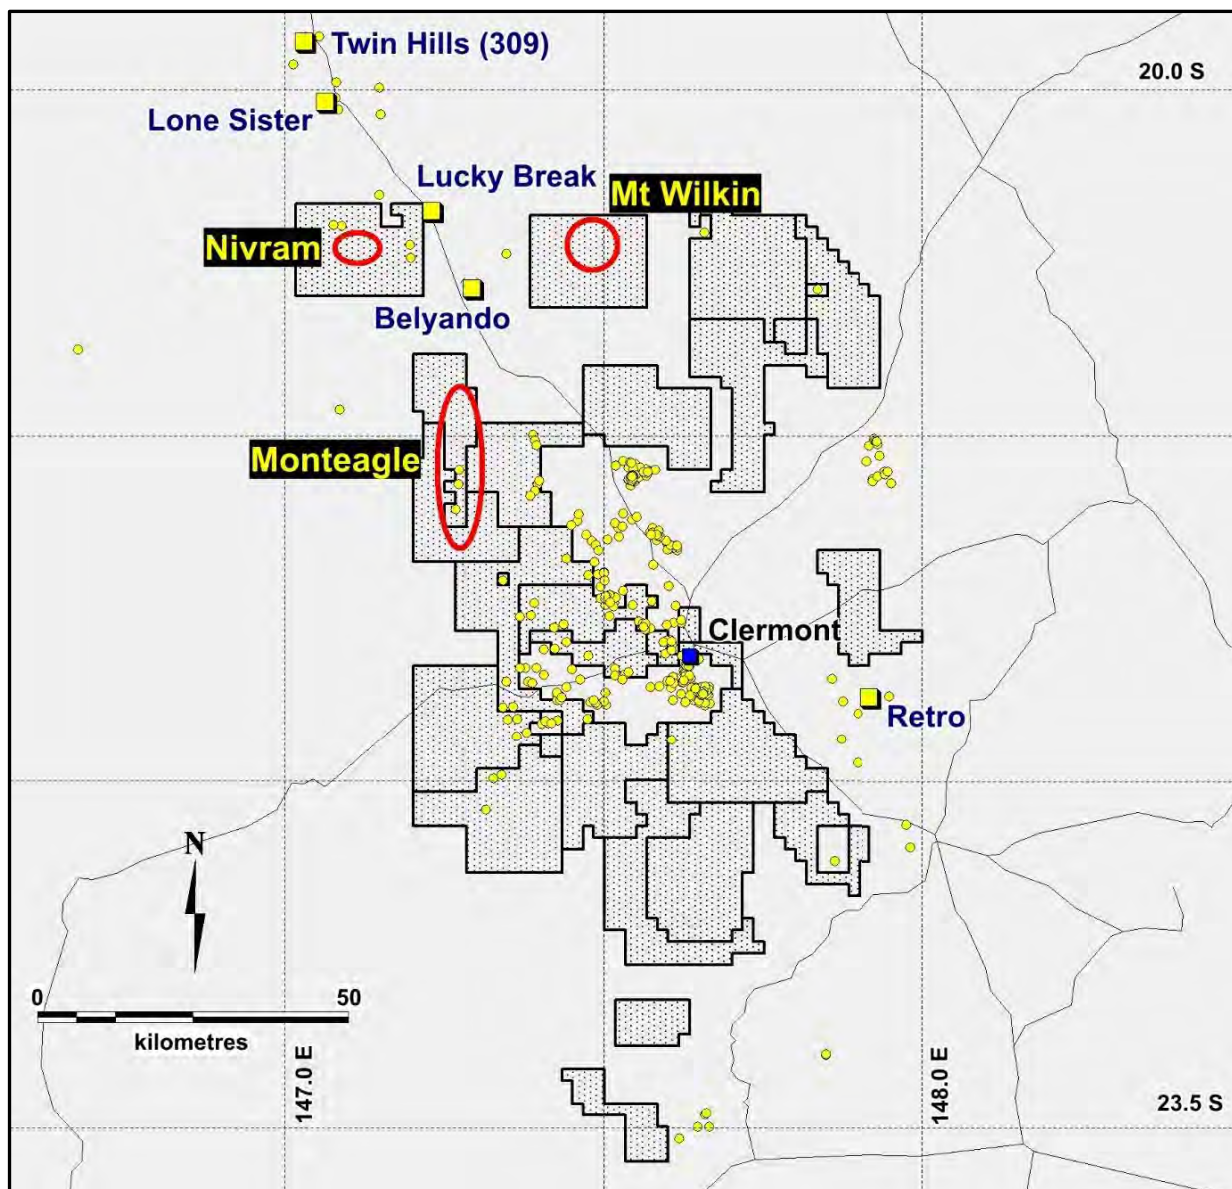 Twin Hills (309)
20.0 S
Lone Sister
Lucky Break
Mt Wilkin
Nivram
Belyando
Monteagle
Clermont
Retro
N
0 50
kilometres
147.0 E
148.0 E
23.5 S